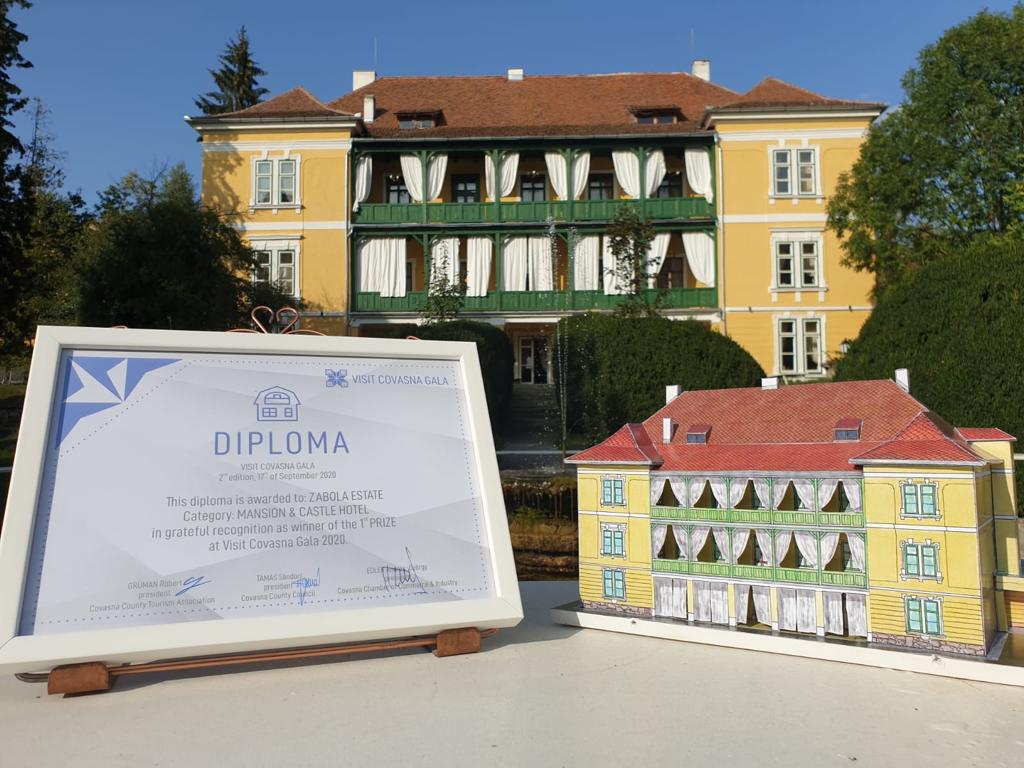 VISIT COVASNA GALA
DIPLOMA
VISIT COVASNA GALA
2nd edition, 17th of September 2020
This diploma is awarded to: ZABOLA ESTATE
Category: MANSION & CASTLE HOTEL
in grateful recognition as winner of the 1st PRIZE
at Visit Covasna Gala 2020.
GRÜMAN Róbert
president
Covasna County Tourism Association
TAMÁS Sándor
president
Covasna County Council
Covasna Chamber of Commerce & Industry